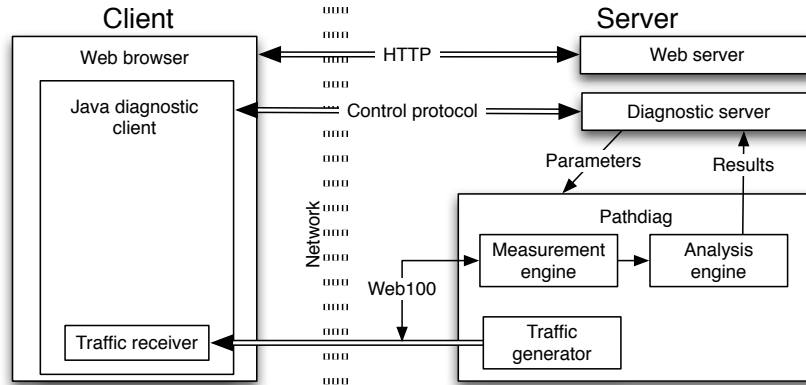 Client
Server
Web browser
HTTP
Web server
Java diagnostic
client
Control protocol
Diagnostic server
Parameters
Results
Network
Pathdiag
Measurement
engine
Analysis
engine
Web100
Traffic receiver
Traffic
generator